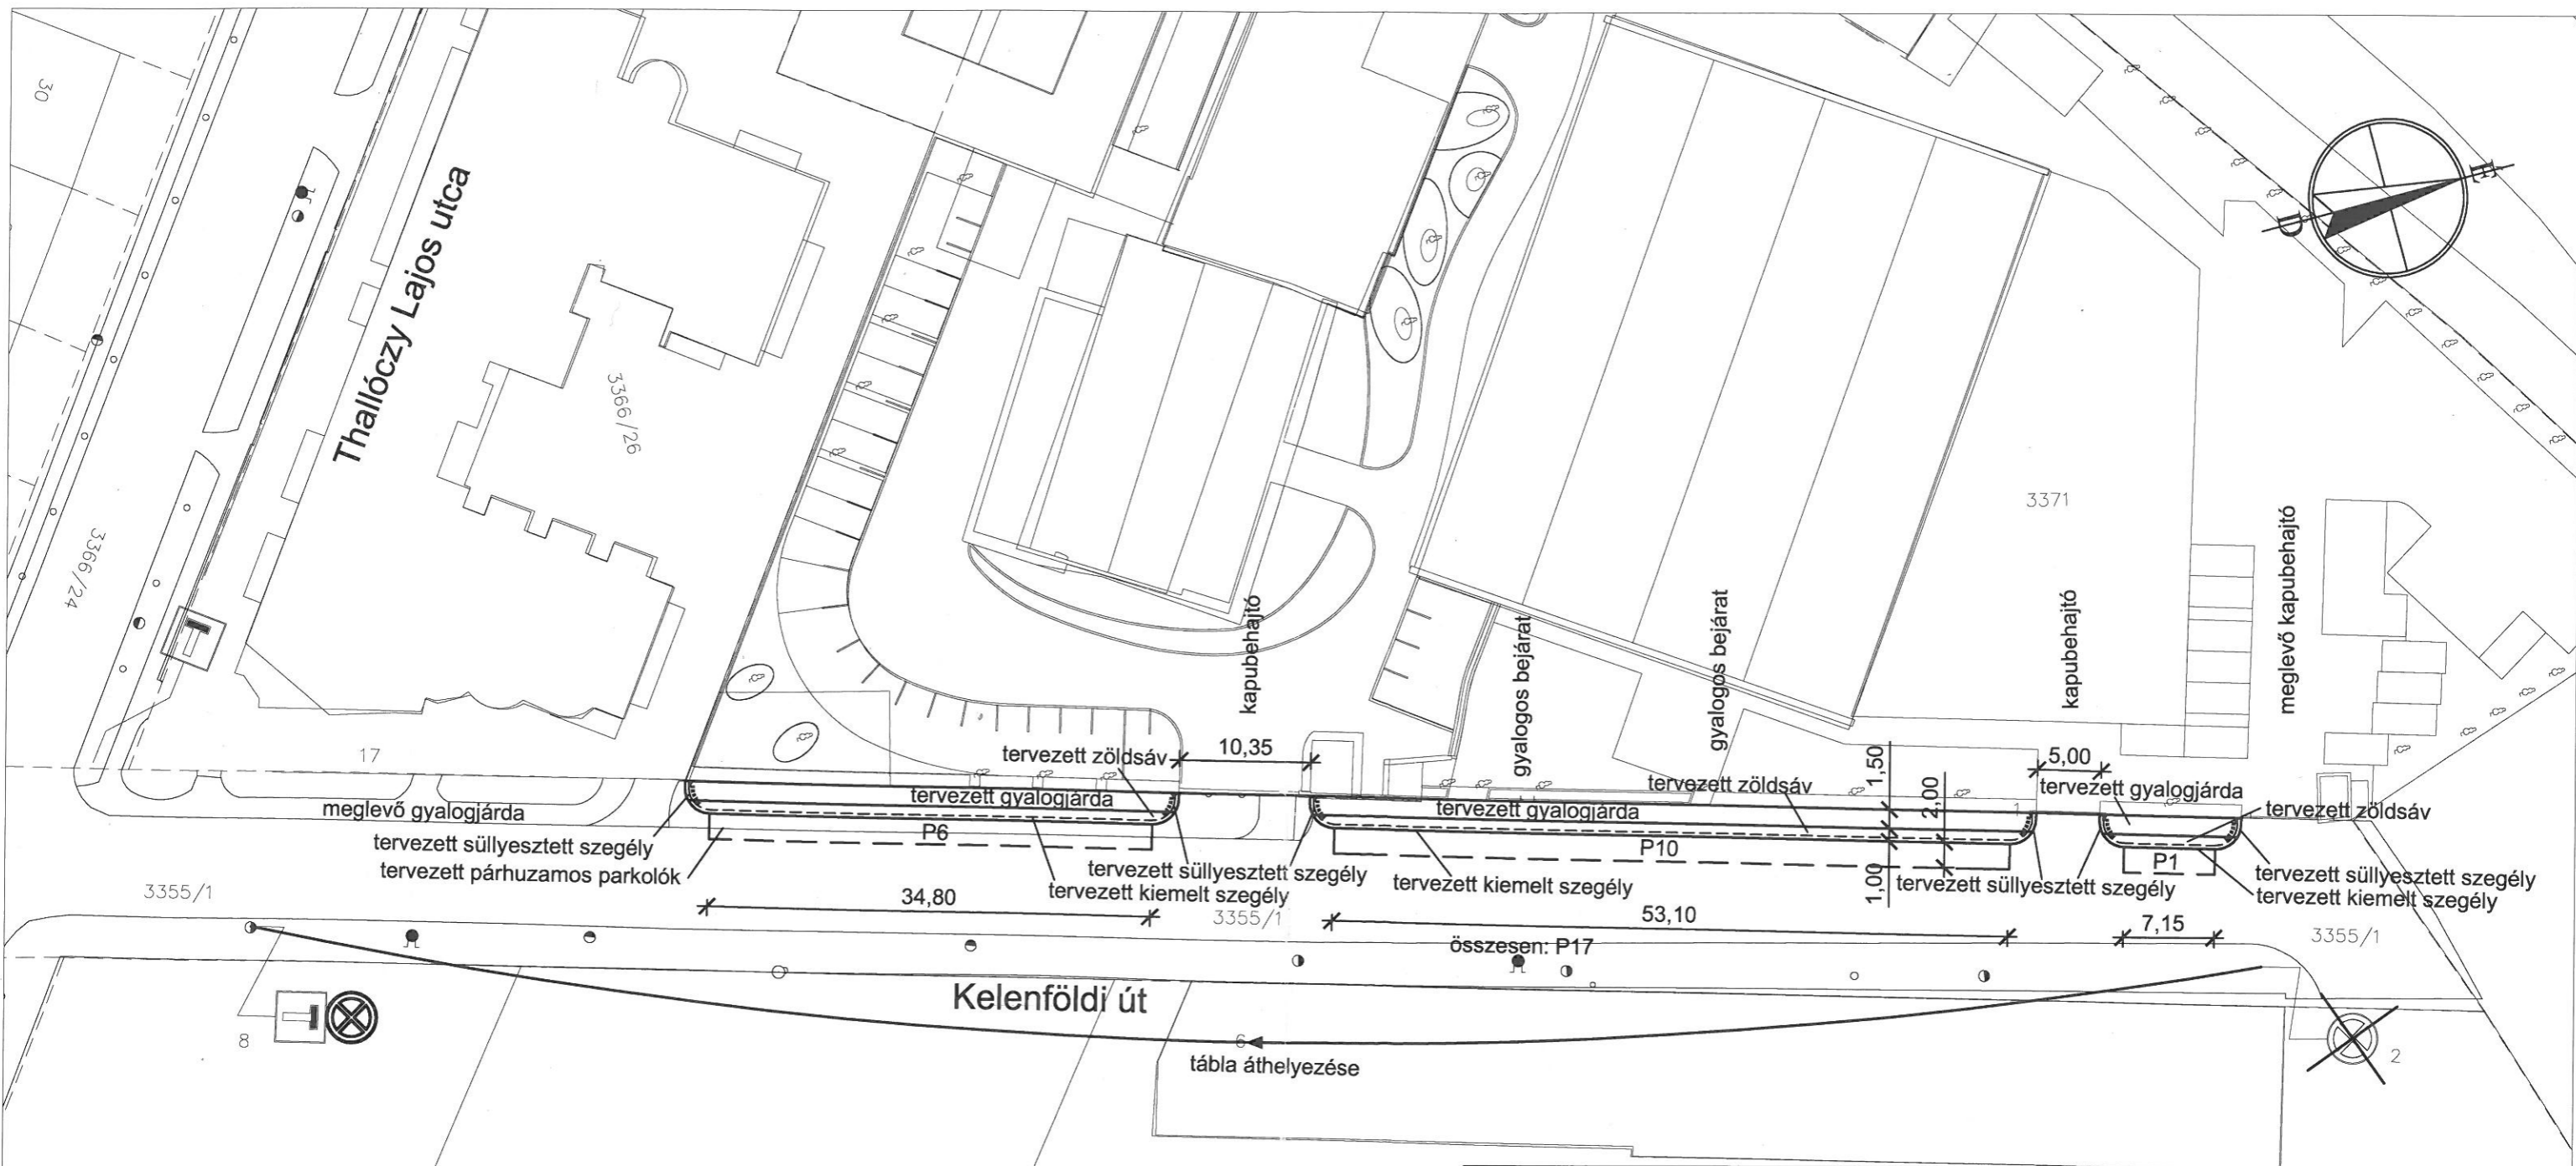 30
Thallóczy Lajos utca
É
D
3366/26
3371
3366/24
kapubehajtó
gyalogos bejárat
gyalogos bejárat
kapubehajtó
meglevő kapubehajtó
17
tervezett zöldsáv
10,35
tervezett zöldsáv
1,50
2,00
5,00
tervezett gyalogjárda
tervezett zöldsáv
meglevő gyalogjárda
tervezett gyalogjárda
tervezett gyalogjárda
1
P6
P10
P1
tervezett süllyesztett szegély
tervezett párhuzamos parkolók
tervezett süllyesztett szegély
tervezett kiemelt szegély
tervezett kiemelt szegély
1,00
tervezett süllyesztett szegély
tervezett süllyesztett szegély
tervezett kiemelt szegély
3355/1
34,80
3355/1
53,10
7,15
3355/1
összesen: P17
Kelenföldi út
8
6
2
tábla áthelyezése